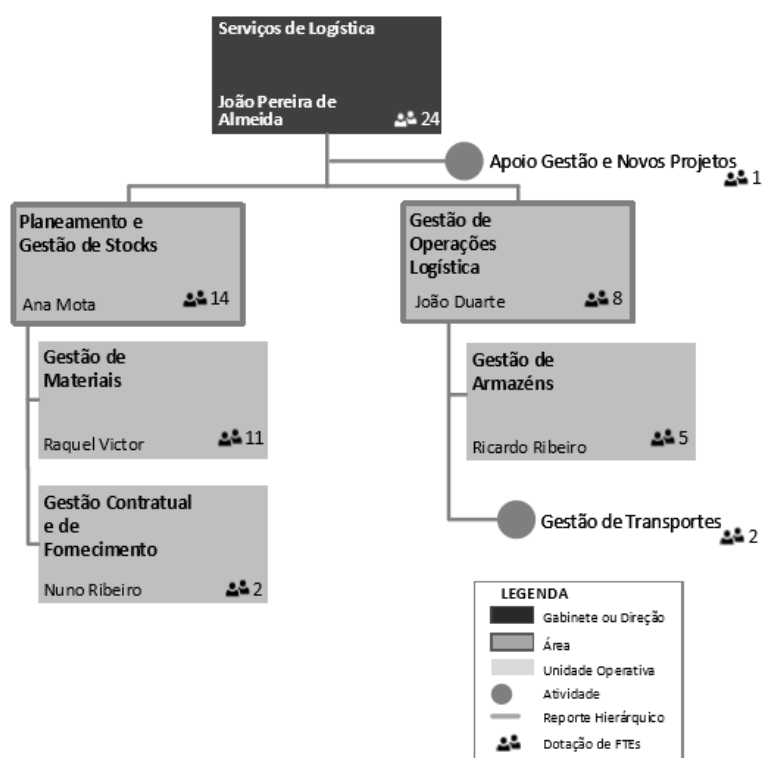 Serviços de Logística
João Pereira de
Almeida
24
Apoio Gestão e Novos Projetos
1
Planeamento e
Gestão de Stocks
Ana Mota
14
Gestão de
Operações
Logística
João Duarte
8
Gestão de
Materiais
Raquel Victor
11
Gestão de
Armazéns
Ricardo Ribeiro
5
Gestão Contratual
e de
Fornecimento
Nuno Ribeiro
2
Gestão de Transportes
2
LEGENDA
Gabinete ou Direção
Área
Unidade Operativa
Atividade
Reporte Hierárquico
Dotação de FTEs